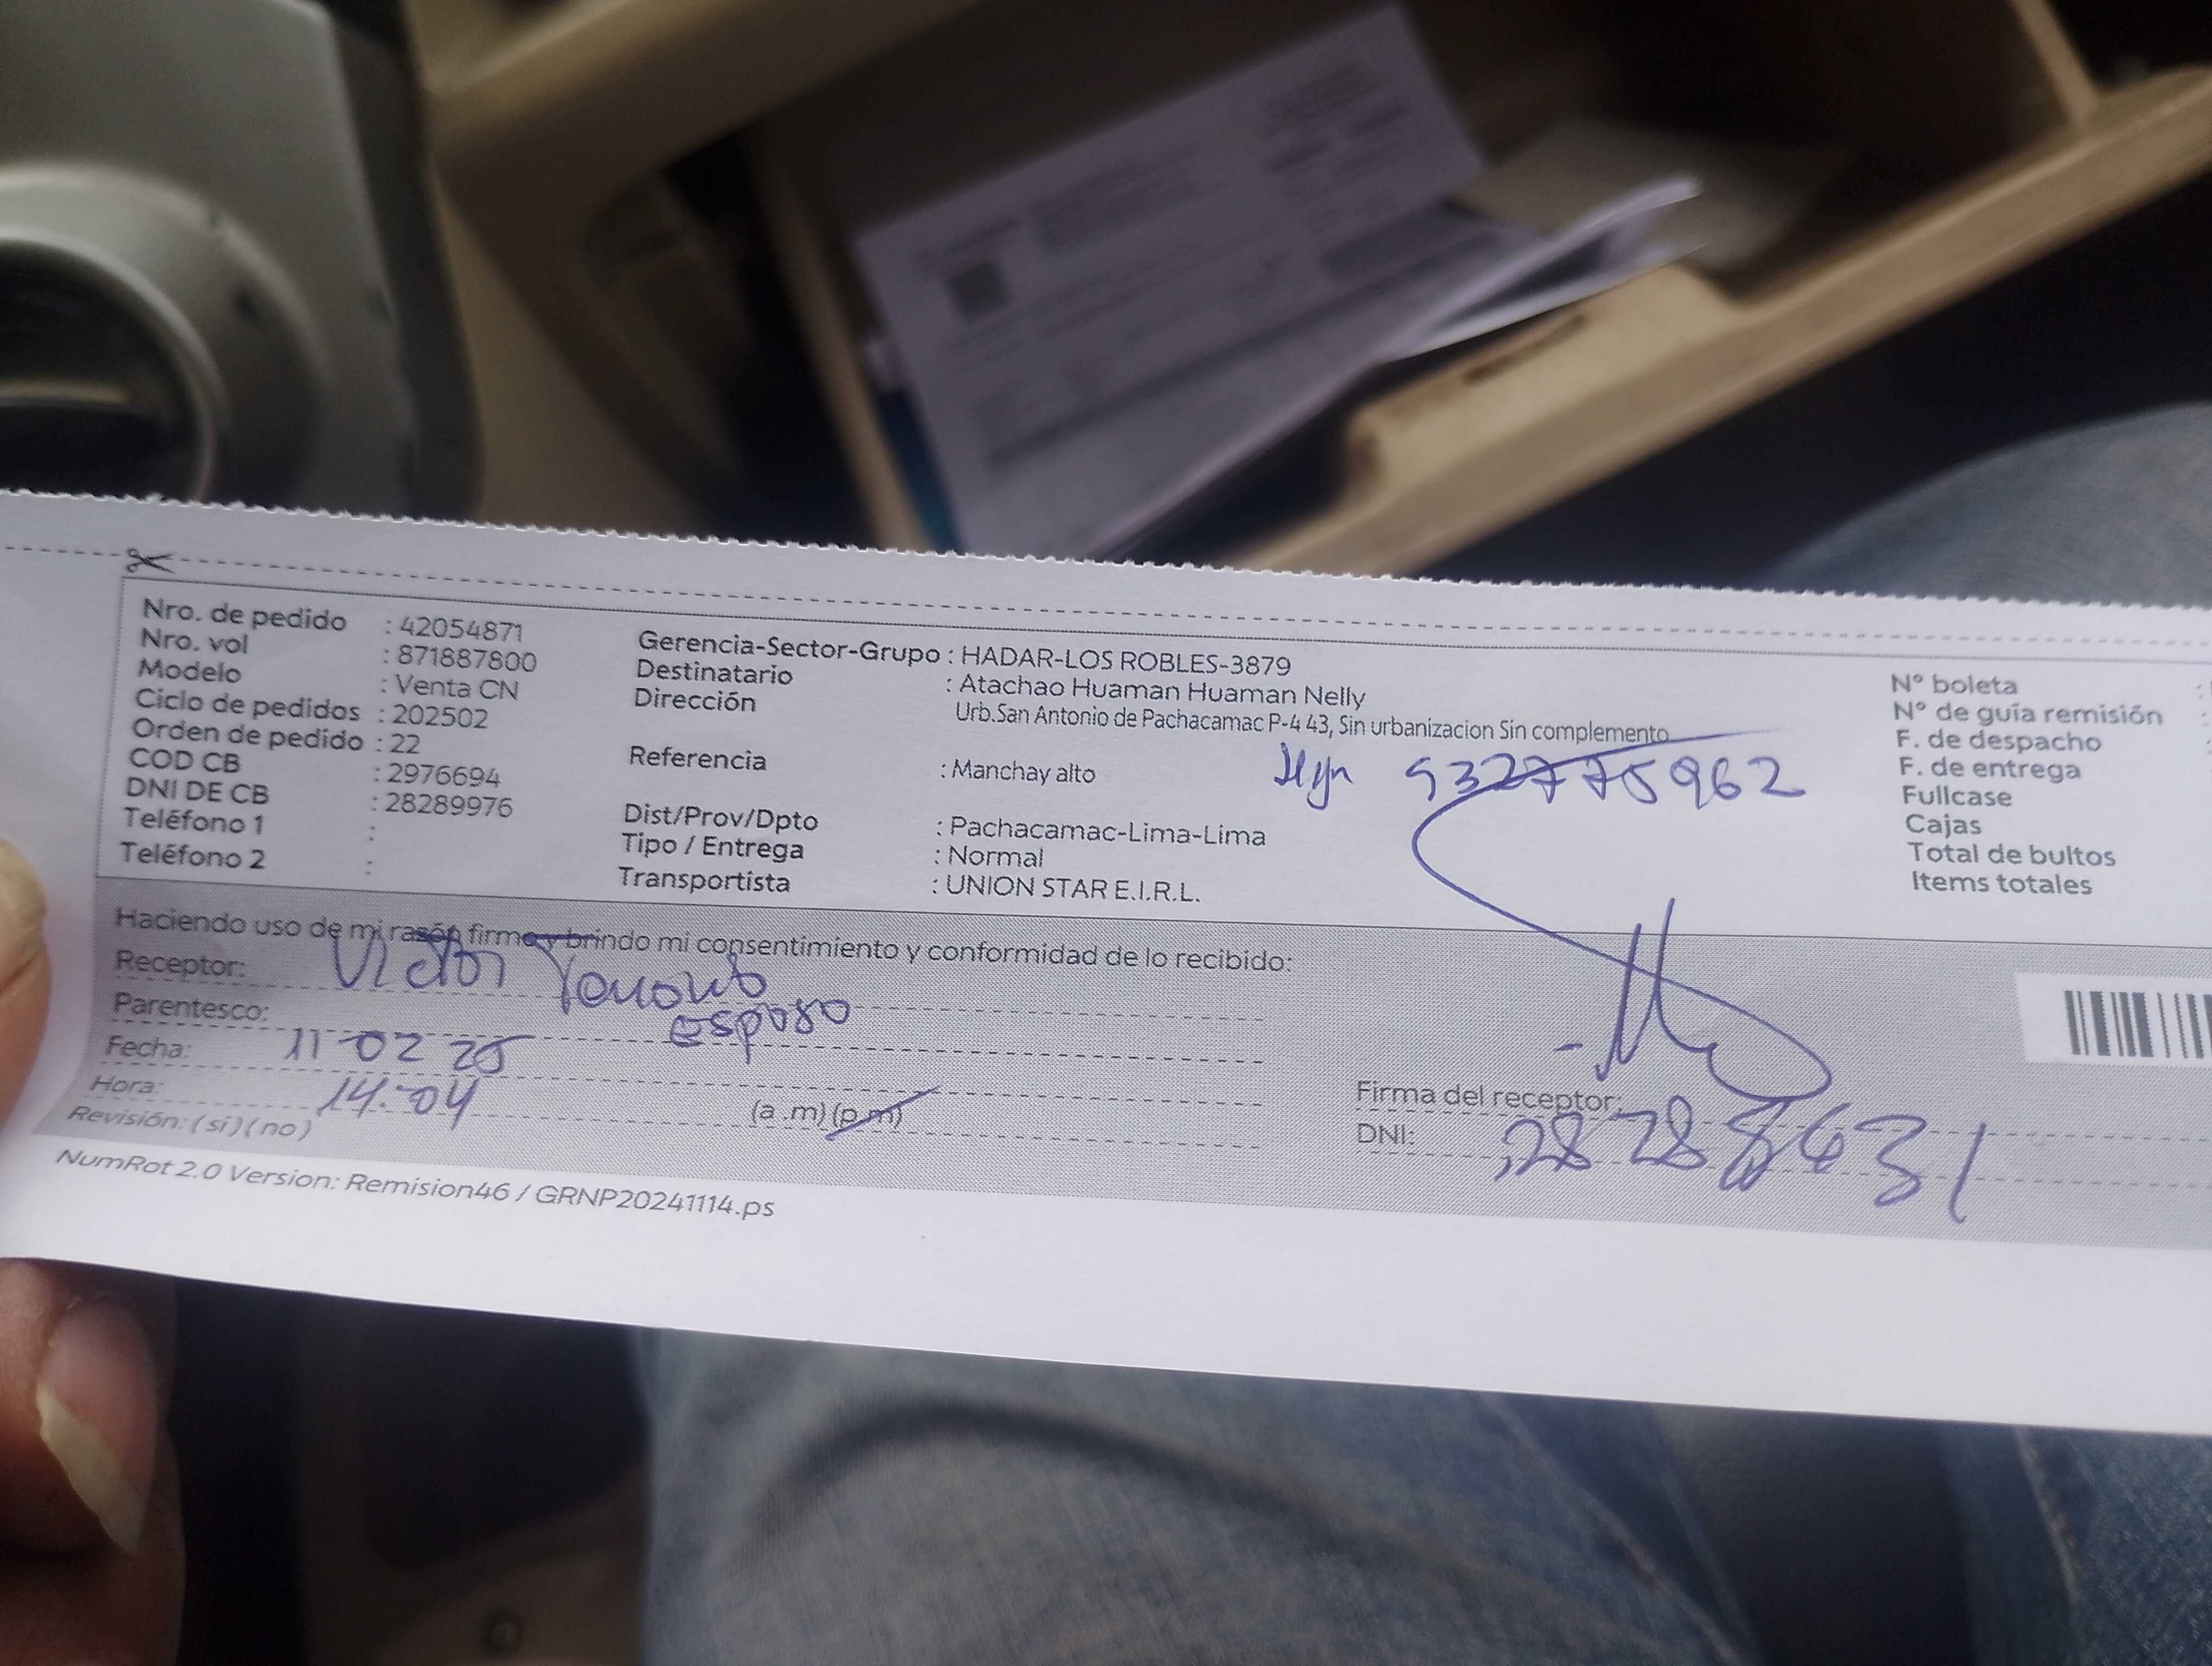 Nro. de pedido : 42054871
Nro. vol : 871887800
Modelo : Venta CN
Ciclo de pedidos : 202502
Orden de pedido : 22
COD CB : 2976694
DNI DE CB : 28289976
Teléfono 1 :
Teléfono 2 :
Gerencia-Sector-Grupo : HADAR-LOS ROBLES-3879
Destinatario : Atachao Huaman Huaman Nelly
Dirección Urb.San Antonio de Pachacamac P-4 43, Sin urbanizacion Sin complemento
Referencia : Manchay alto
932775962
Dist/Prov/Dpto : Pachacamac-Lima-Lima
Tipo / Entrega : Normal
Transportista : UNION STAR E.I.R.L.
N° boleta :
N° de guía remisión :
F. de despacho :
F. de entrega
Fullcase
Cajas
Total de bultos
Items totales
Haciendo uso de mi razón firmo y brindo mi consentimiento y conformidad de lo recibido:
Receptor: Victor
Parentesco: esposo
Fecha: 11-02 25
Hora: 14:04 (a .m) (p.m)
Revisión: ( si ) ( no )
Firma del receptor:
DNI: 28288631
NumRot 2.0 Version: Remision46 / GRNP20241114.ps